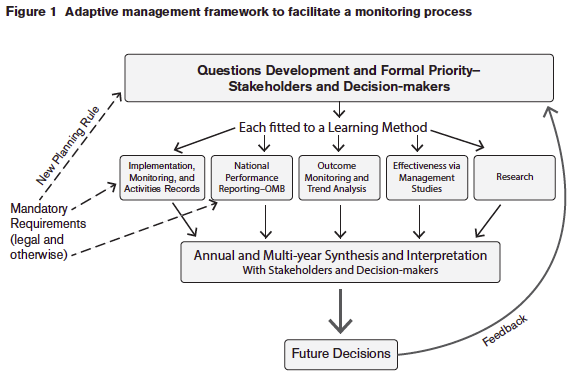 Figure 1 Adaptive management framework to facilitate a monitoring process
Questions Development and Formal Priority–
Stakeholders and Decision-makers
New Planning Rule
Each fitted to a Learning Method
Implementation,
Monitoring, and
Activities Records
National
Performance
Reporting–OMB
Outcome
Monitoring and
Trend Analysis
Effectiveness via
Management
Studies
Research
Mandatory
Requirements
(legal and
otherwise)
Annual and Multi-year Synthesis and Interpretation
With Stakeholders and Decision-makers
Feedback
Future Decisions